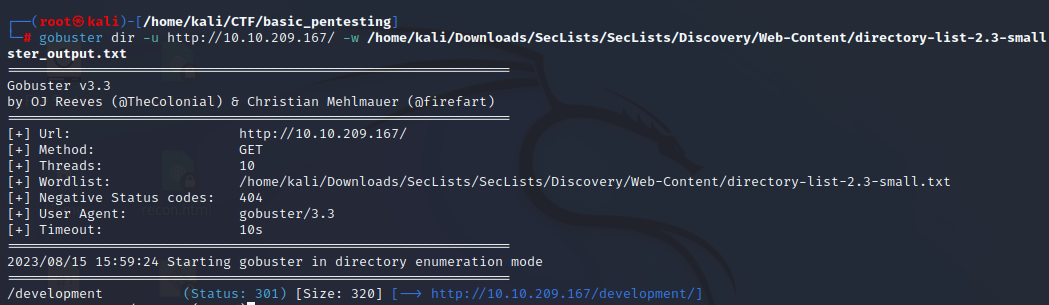 ┌──(root㉿kali)-[/home/kali/CTF/basic_pentesting]
└─# gobuster dir -u http://10.10.209.167/ -w /home/kali/Downloads/SecLists/SecLists/Discovery/Web-Content/directory-list-2.3-small
ster_output.txt
===============================================================
Gobuster v3.3
by OJ Reeves (@TheColonial) & Christian Mehlmauer (@firefart)
===============================================================
[+] Url: http://10.10.209.167/
[+] Method: GET
[+] Threads: 10
[+] Wordlist: /home/kali/Downloads/SecLists/SecLists/Discovery/Web-Content/directory-list-2.3-small.txt
[+] Negative Status codes: 404
[+] User Agent: gobuster/3.3
[+] Timeout: 10s
===============================================================
2023/08/15 15:59:24 Starting gobuster in directory enumeration mode
===============================================================
/development (Status: 301) [Size: 320] [--> http://10.10.209.167/development/]